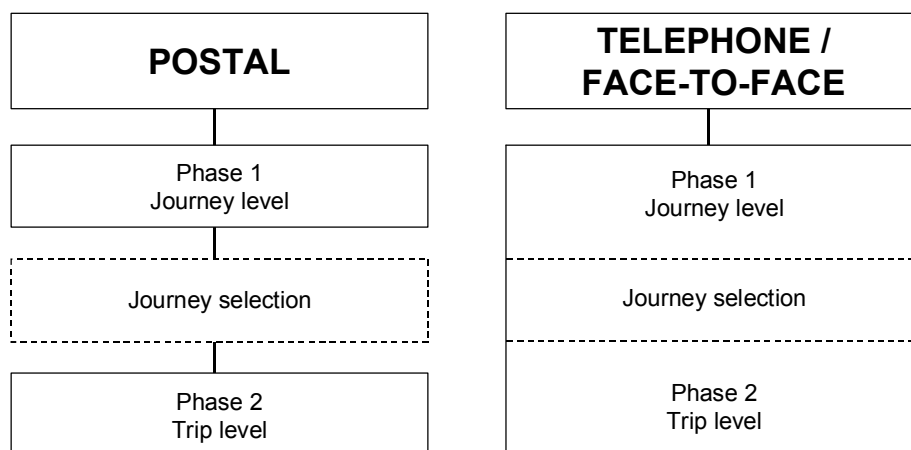 POSTAL
Phase 1
Journey level
Journey selection
Phase 2
Trip level
TELEPHONE /
FACE-TO-FACE
Phase 1
Journey level
Journey selection
Phase 2
Trip level